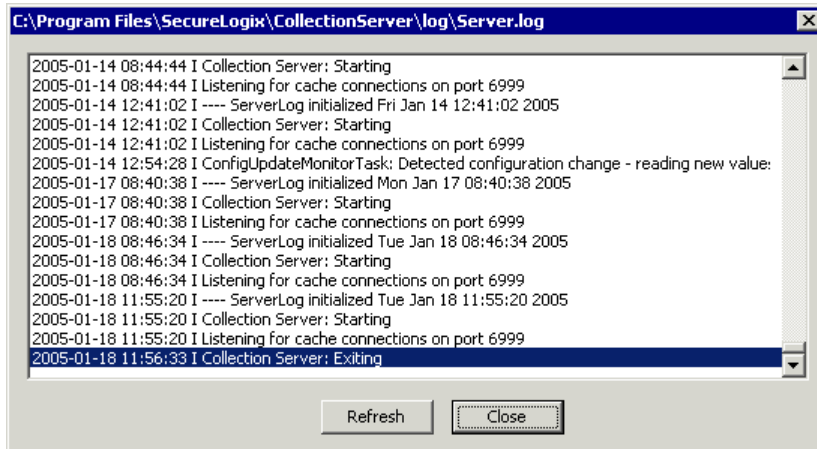 C:\Program Files\SecureLogix\CollectionServer\log\Server.log
2005-01-14 08:44:44 I Collection Server: Starting
2005-01-14 08:44:44 I Listening for cache connections on port 6999
2005-01-14 12:41:02 I ---- ServerLog initialized Fri Jan 14 12:41:02 2005
2005-01-14 12:41:02 I Collection Server: Starting
2005-01-14 12:41:02 I Listening for cache connections on port 6999
2005-01-14 12:54:28 I ConfigUpdateMonitorTask: Detected configuration change - reading new value:
2005-01-17 08:40:38 I ---- ServerLog initialized Mon Jan 17 08:40:38 2005
2005-01-17 08:40:38 I Collection Server: Starting
2005-01-17 08:40:38 I Listening for cache connections on port 6999
2005-01-18 08:46:34 I ---- ServerLog initialized Tue Jan 18 08:46:34 2005
2005-01-18 08:46:34 I Collection Server: Starting
2005-01-18 08:46:34 I Listening for cache connections on port 6999
2005-01-18 11:55:20 I ---- ServerLog initialized Tue Jan 18 11:55:20 2005
2005-01-18 11:55:20 I Collection Server: Starting
2005-01-18 11:55:20 I Listening for cache connections on port 6999
2005-01-18 11:56:33 I Collection Server: Exiting
Refresh Close